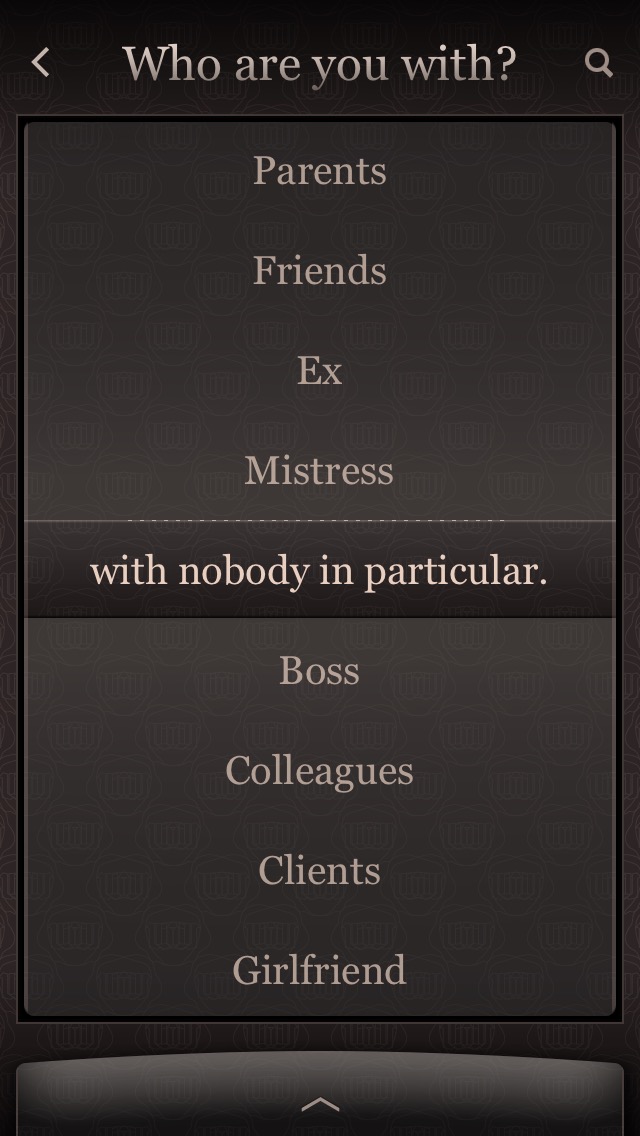 Who are you with?
Parents
Friends
Ex
Mistress
with nobody in particular.
Boss
Colleagues
Clients
Girlfriend